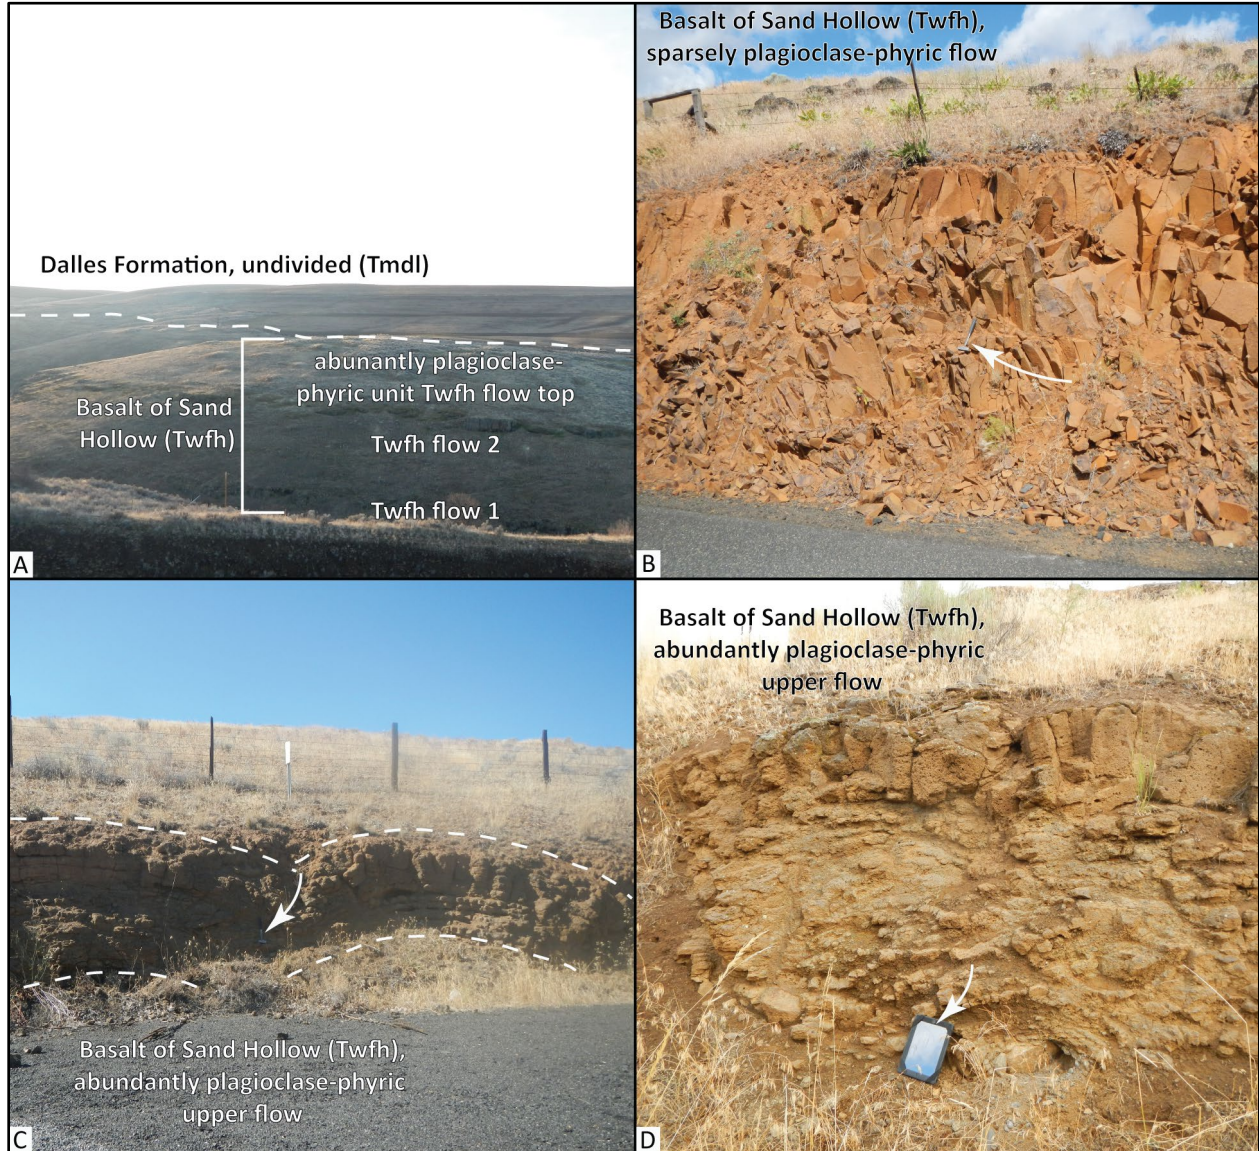 Dalles Formation, undivided (Tmdl)
abunantly plagioclase-
phyric unit Twfh flow top
Basalt of Sand
Hollow (Twfh)
Twfh flow 2
Twfh flow 1
A
Basalt of Sand Hollow (Twfh),
sparsely plagioclase-phyric flow
B
Basalt of Sand Hollow (Twfh),
abundantly plagioclase-phyric
upper flow
C
Basalt of Sand Hollow (Twfh),
abundantly plagioclase-phyric
upper flow
D